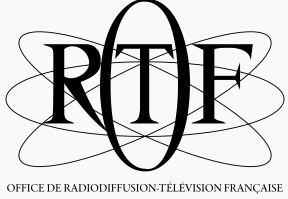 RTF
OFFICE DE RADIODIFFUSION-TÉLÉVISION FRANÇAISE